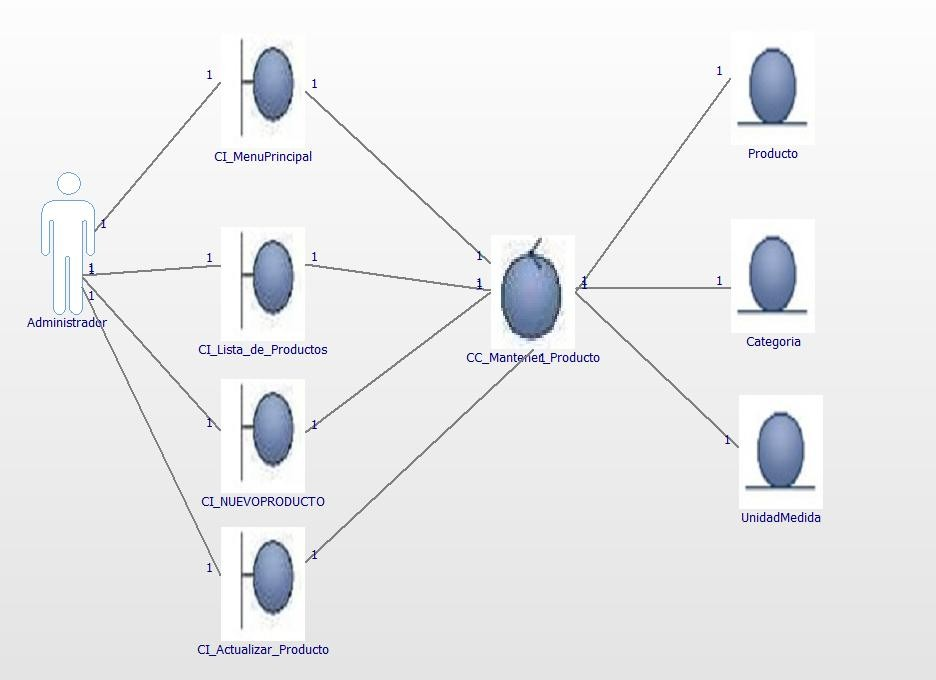 1
1
CI_MenuPrincipal
1
Producto
1
1
Administrador
1
1
CI_Lista_de_Productos
1
1
CC_Mantener_Producto
1
1
1
1
Categoria
1
1
CI_NUEVOPRODUCTO
1
1
UnidadMedida
1
1
CI_Actualizar_Producto